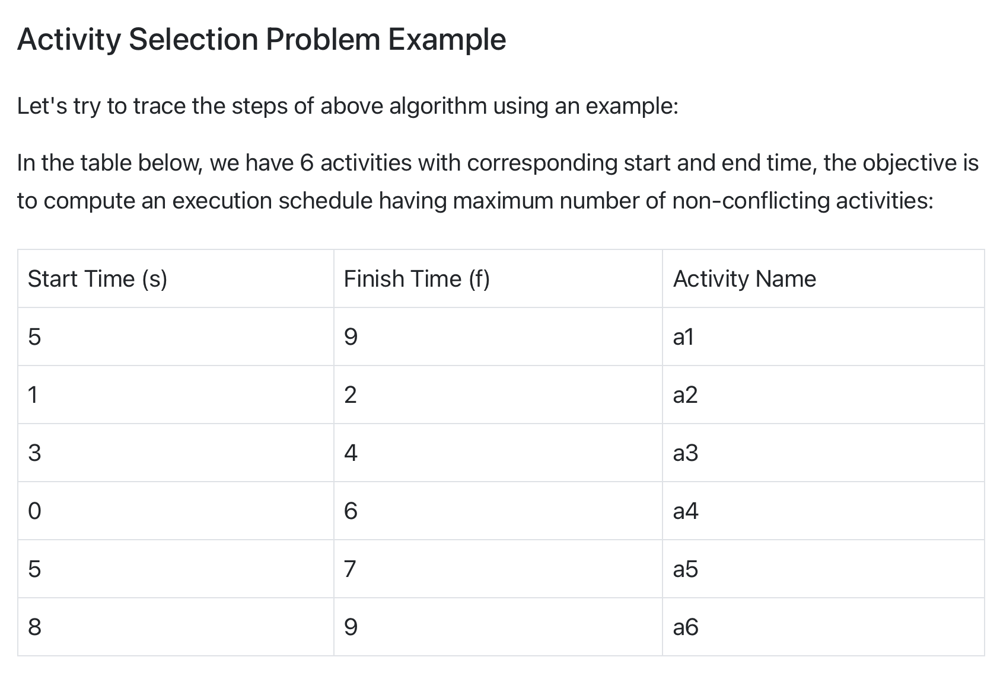 Activity Selection Problem Example
Let's try to trace the steps of above algorithm using an example:
In the table below, we have 6 activities with corresponding start and end time, the objective is
to compute an execution schedule having maximum number of non-conflicting activities:
Start Time (s) Finish Time (f) Activity Name
5 9 a1
1 2 a2
3 4 a3
0 6 a4
5 7 a5
8 9 a6